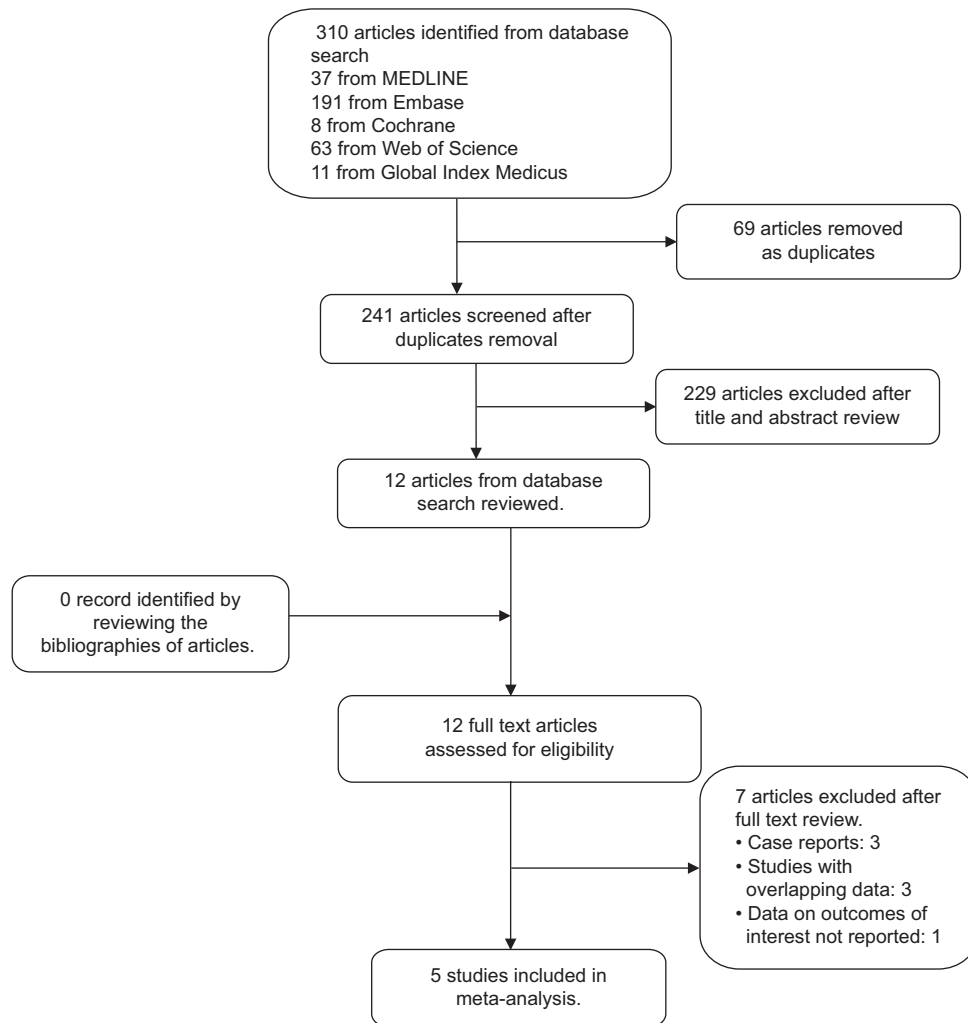 310 articles identified from database
search
37 from MEDLINE
191 from Embase
8 from Cochrane
63 from Web of Science
11 from Global Index Medicus
69 articles removed
as duplicates
241 articles screened after
duplicates removal
229 articles excluded after
title and abstract review
12 articles from database
search reviewed.
0 record identified by
reviewing the
bibliographies of articles.
12 full text articles
assessed for eligibility
7 articles excluded after
full text review.
• Case reports: 3
• Studies with
overlapping data: 3
• Data on outcomes of
interest not reported: 1
5 studies included in
meta-analysis.